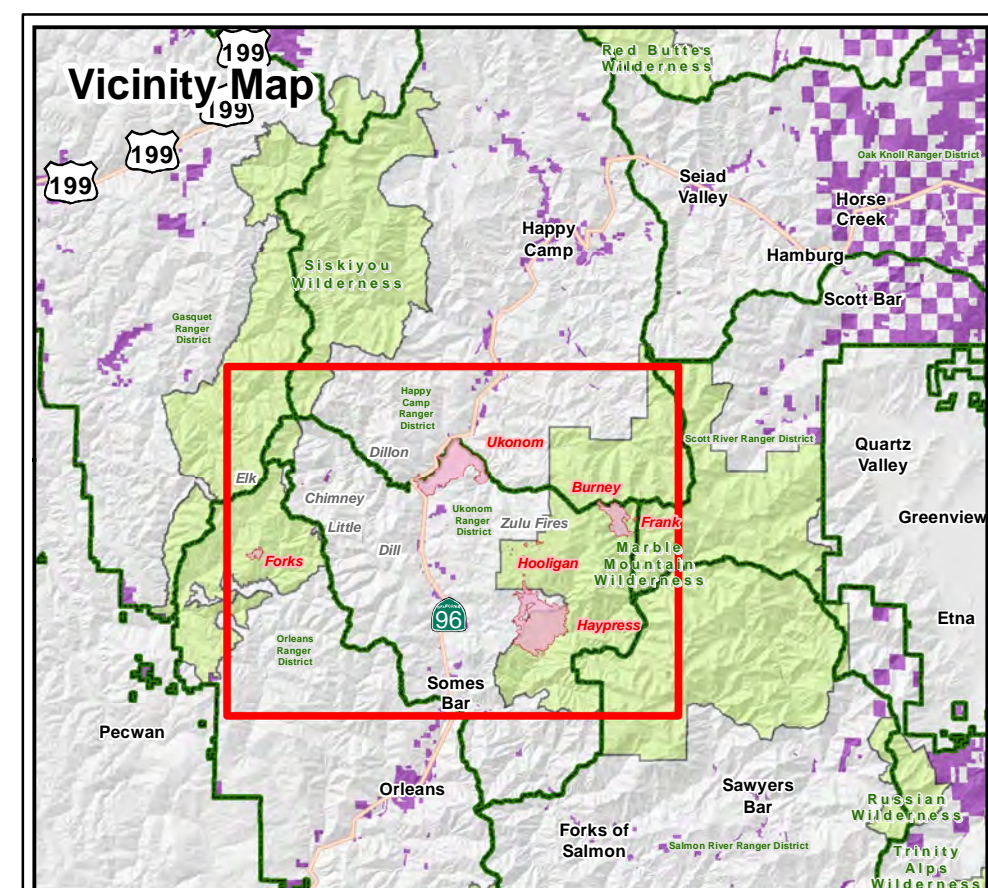 199
Vicinity Map
199
199
199
Red Buttes
Wilderness
Oak Knoll Ranger District
Seiad
Valley
Horse
Creek
Happy
Camp
Hamburg
Siskiyou
Wilderness
Scott Bar
Gasquet
Ranger
District
Happy
Camp
Ranger
District
Ukonom
Scott River Ranger District
Quartz
Valley
Dillon
Elk
Chimney
Burney
Little
Ukonom
Ranger
District
Zulu Fires
Frank
Greenview
Dill
Marble
Mountain
Wilderness
Forks
Hooligan
CALIFORNIA
96
Haypress
Etna
Orleans
Ranger
District
Somes
Bar
Pecwan
Orleans
Sawyers
Bar
Russian
Wilderness
Forks of
Salmon
Salmon River Ranger District
Trinity
Alps
Wilderness